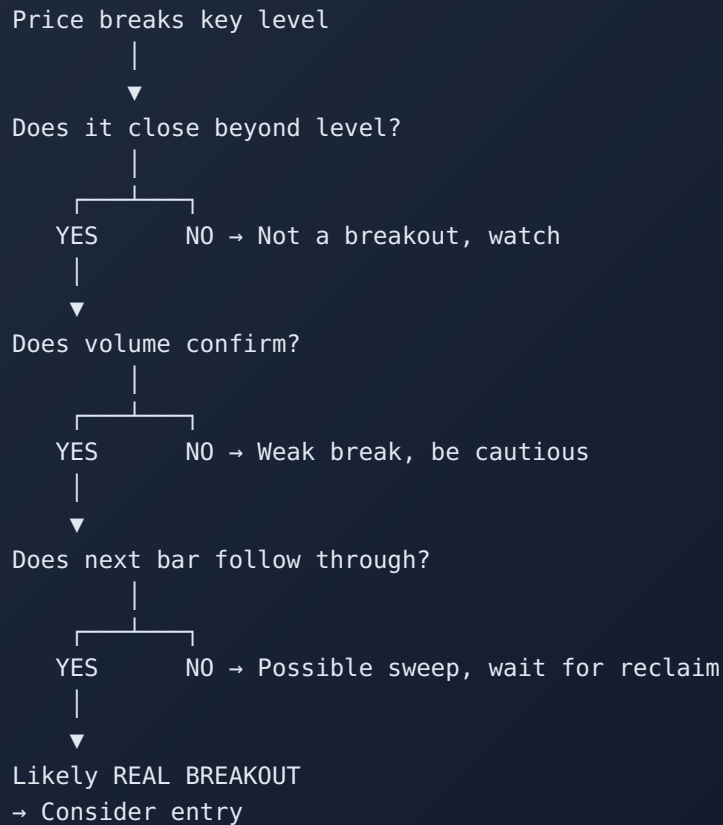 Price breaks key level
Does it close beyond level?
YES NO → Not a breakout, watch
Does volume confirm?
YES NO → Weak break, be cautious
Does next bar follow through?
YES NO → Possible sweep, wait for reclaim
Likely REAL BREAKOUT
→ Consider entry